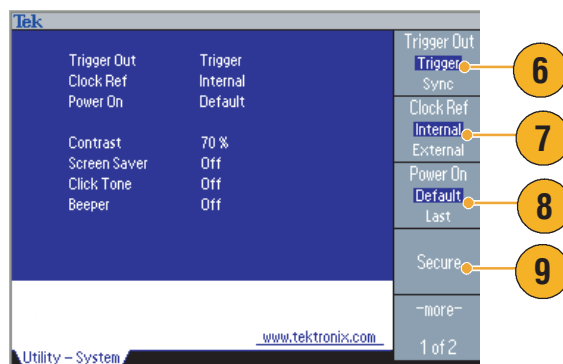 Tek
Trigger Out Trigger
Clock Ref Internal
Power On Default
Contrast 70 %
Screen Saver Off
Click Tone Off
Beeper Off
www.tektronix.com
Utility – System
Trigger Out
Trigger
Sync
6
Clock Ref
Internal
External
7
Power On
Default
Last
8
Secure
9
-more-
1 of 2